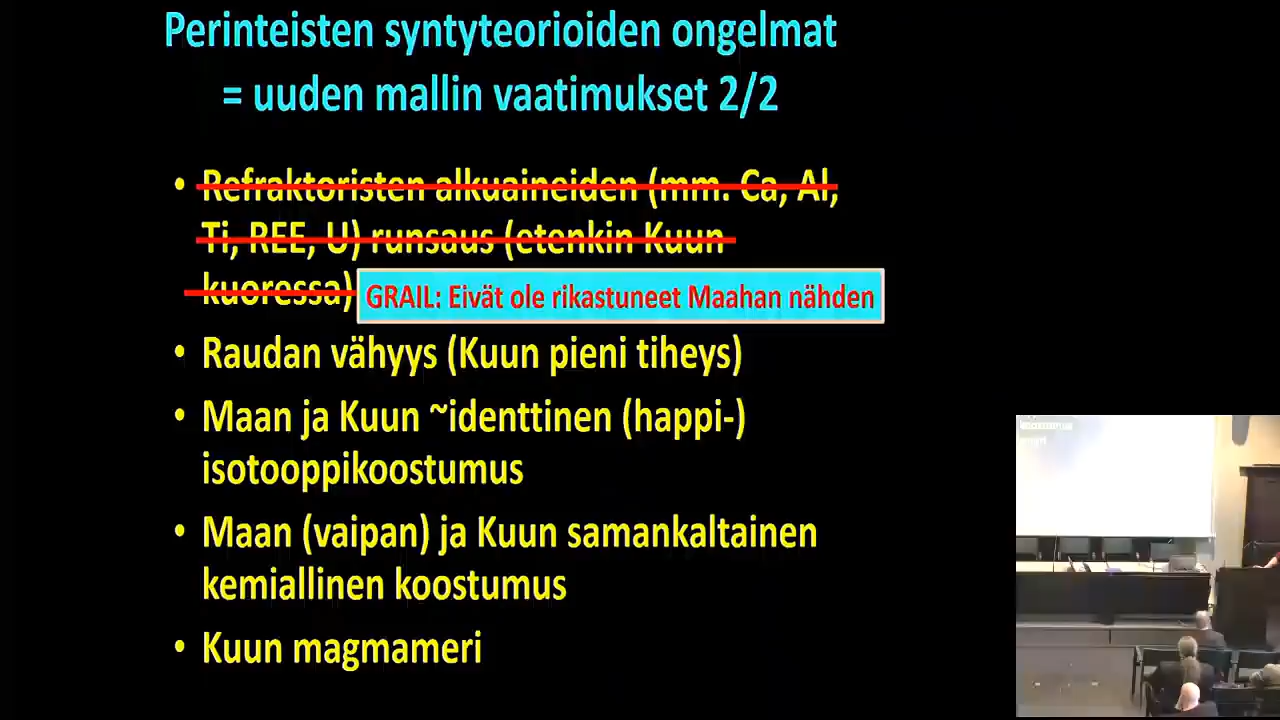 Perinteisten syntyteorioiden ongelmat
= uuden mallin vaatimukset 2/2
• Refraktoristen alkuaineiden (mm. Ca, Al,
Ti, REE, U) runsaus (etenkin Kuun
kuoressa)
GRAIL: Eivät ole rikastuneet Maahan nähden
• Raudan vähyys (Kuun pieni tiheys)
• Maan ja Kuun ~identtinen (happi-)
isotooppikoostumus
• Maan (vaipan) ja Kuun samankaltainen
kemiallinen koostumus
• Kuun magmameri